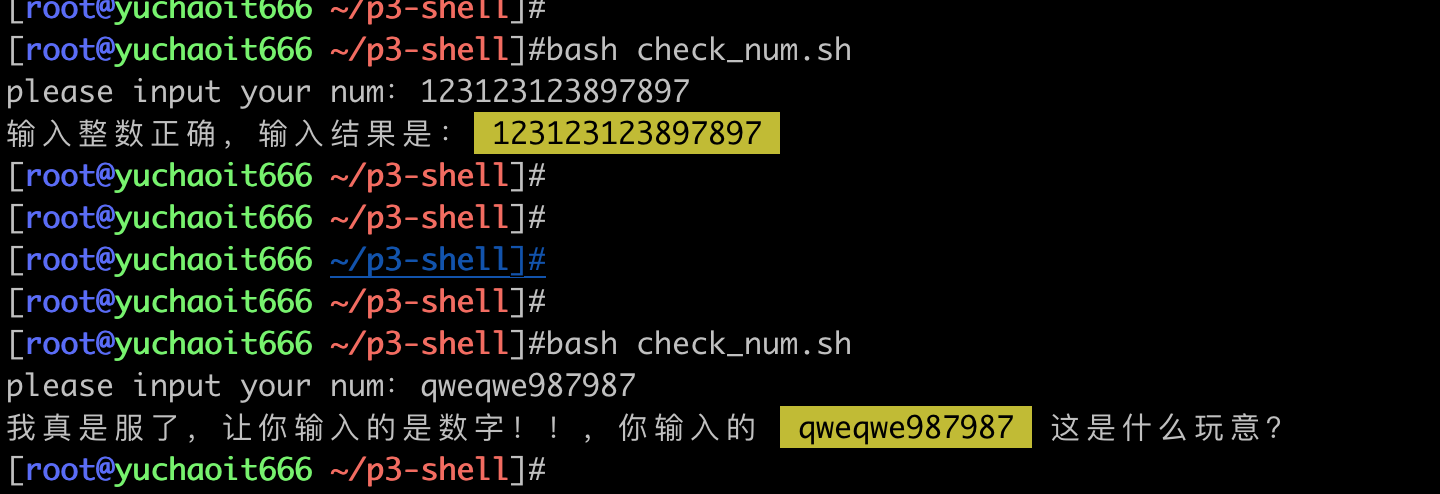 [root@yuchaoit666 ~/p3-shell]#
[root@yuchaoit666 ~/p3-shell]#bash check_num.sh
please input your num: 123123123897897
输入整数正确，输入结果是： 123123123897897
[root@yuchaoit666 ~/p3-shell]#
[root@yuchaoit666 ~/p3-shell]#
[root@yuchaoit666 ~/p3-shell]#
[root@yuchaoit666 ~/p3-shell]#
[root@yuchaoit666 ~/p3-shell]#bash check_num.sh
please input your num: qweqwe987987
我真是服了，让你输入的是数字！！，你输入的 qweqwe987987 这是什么玩意？
[root@yuchaoit666 ~/p3-shell]#